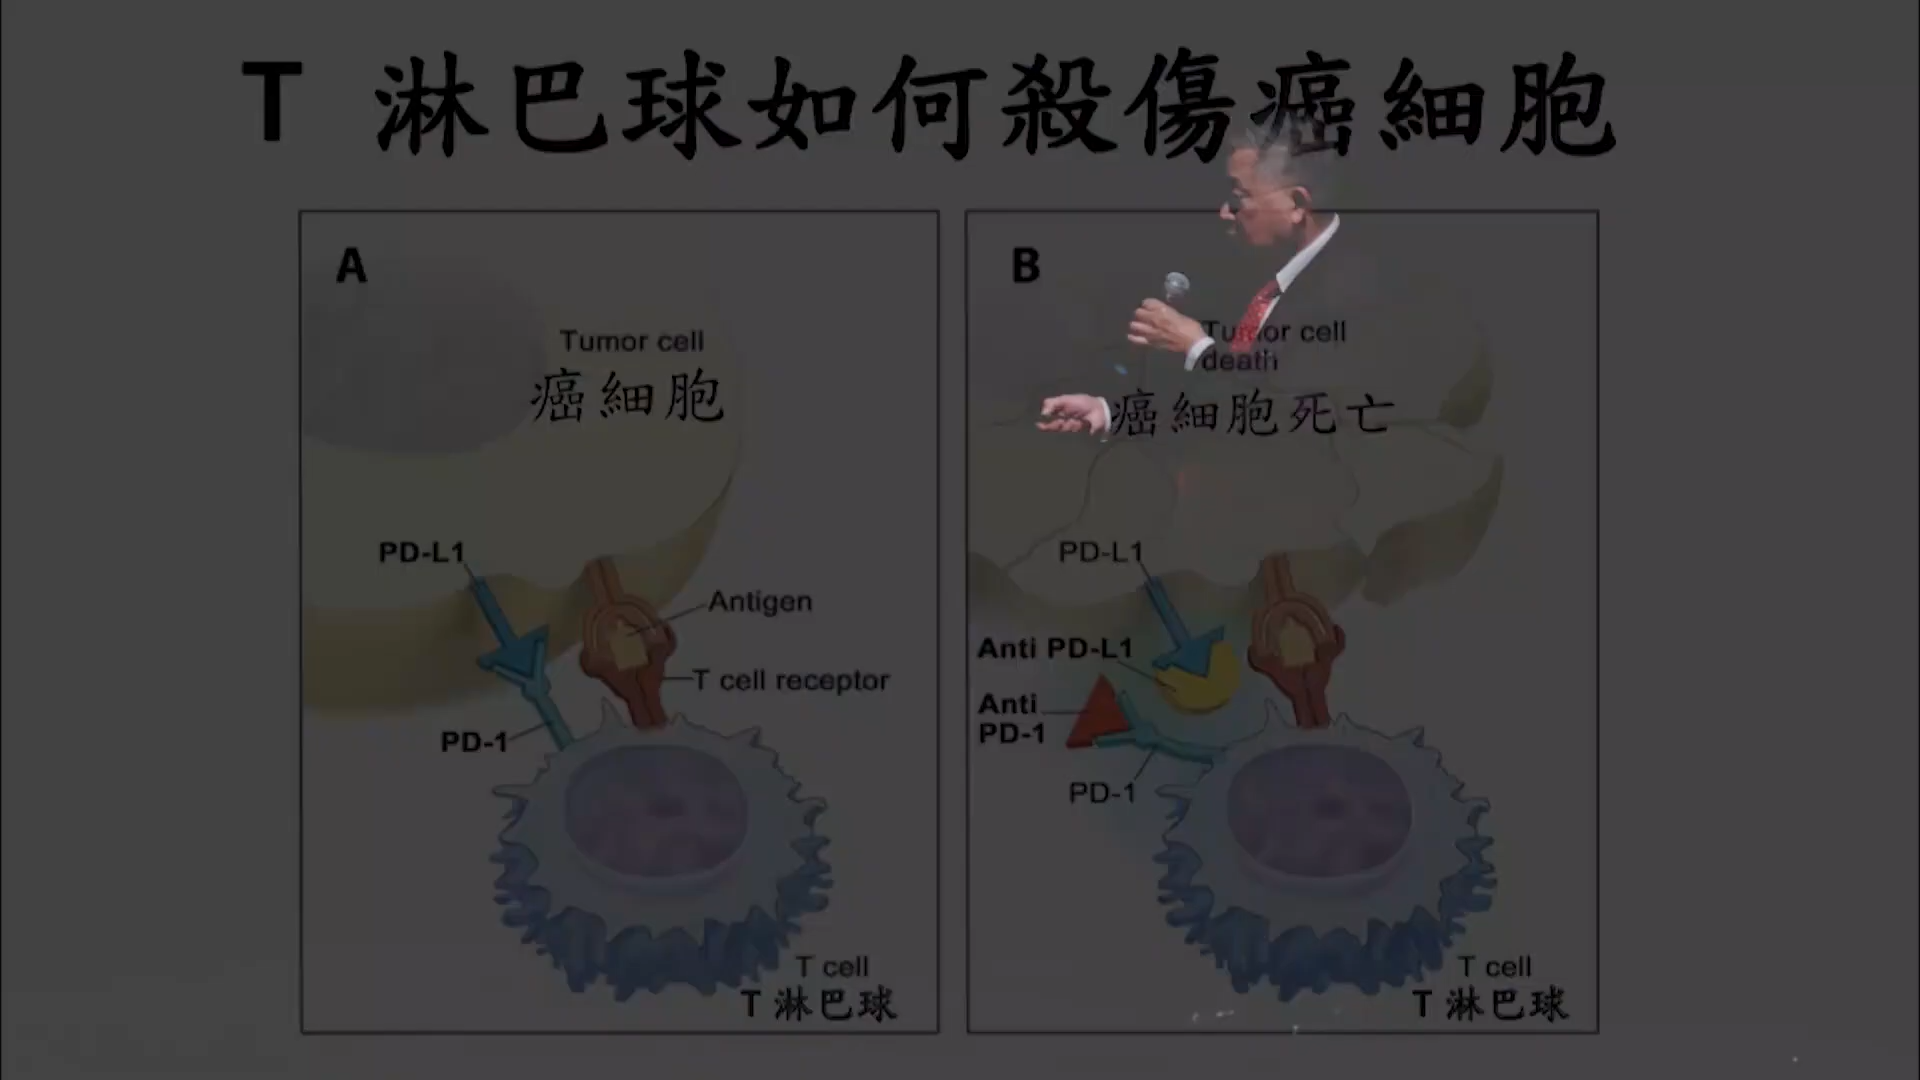 T 淋巴球如何殺傷癌細胞
A
Tumor cell
癌細胞
PD-L1
Antigen
T cell receptor
PD-1
T cell
T 淋巴球
B
Tumor cell
death
癌細胞死亡
PD-L1
Anti PD-L1
Anti
PD-1
PD-1
T cell
T 淋巴球